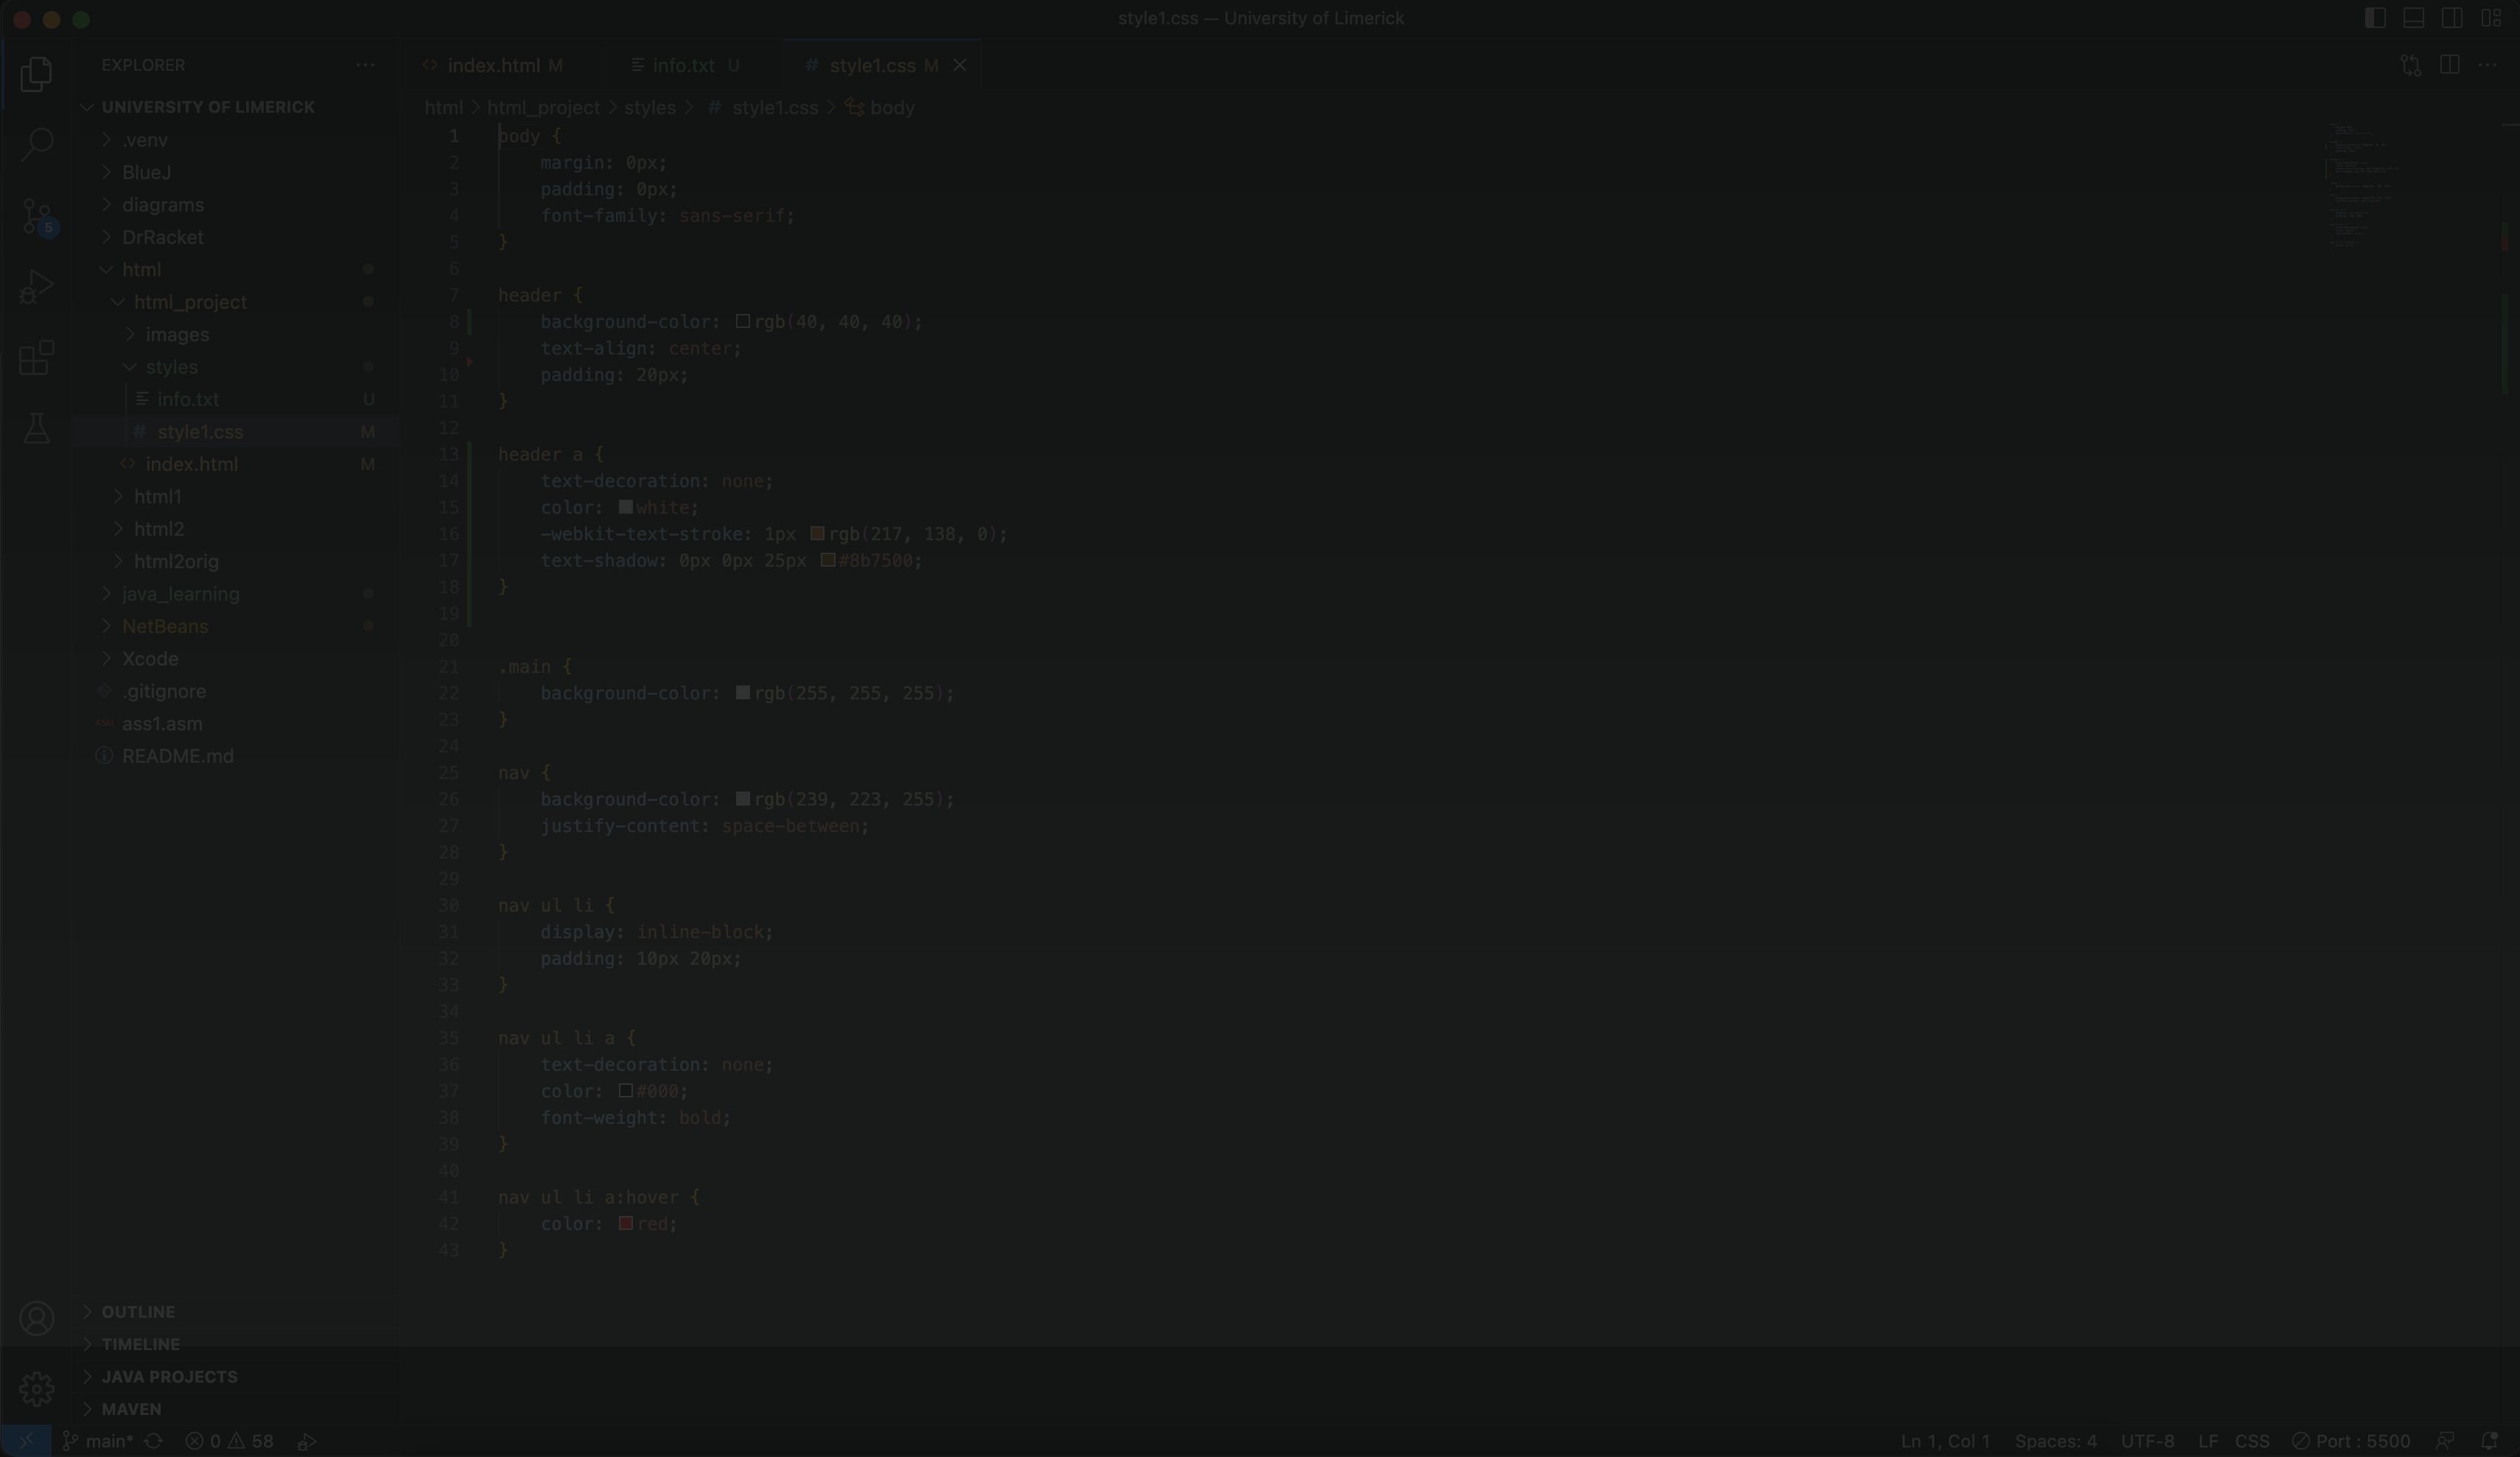 style1.css — University of Limerick
EXPLORER
index.html M
info.txt U
# style1.css M
UNIVERSITY OF LIMERICK
html > html_project > styles > # style1.css > body
.venv
BlueJ
diagrams
5
DrRacket
html
html_project
images
styles
info.txt U
# style1.css M
index.html M
html1
html2
html2orig
java_learning
NetBeans
Xcode
.gitignore
ASM ass1.asm
README.md
OUTLINE
TIMELINE
JAVA PROJECTS
MAVEN
1 body {
2 margin: 0px;
3 padding: 0px;
4 font-family: sans-serif;
5 }
6
7 header {
8 background-color: rgb(40, 40, 40);
9 text-align: center;
10 padding: 20px;
11 }
12
13 header a {
14 text-decoration: none;
15 color: white;
16 -webkit-text-stroke: 1px rgb(217, 138, 0);
17 text-shadow: 0px 0px 25px #8b7500;
18 }
19
20
21 .main {
22 background-color: rgb(255, 255, 255);
23 }
24
25 nav {
26 background-color: rgb(239, 223, 255);
27 justify-content: space-between;
28 }
29
30 nav ul li {
31 display: inline-block;
32 padding: 10px 20px;
33 }
34
35 nav ul li a {
36 text-decoration: none;
37 color: #000;
38 font-weight: bold;
39 }
40
41 nav ul li a:hover {
42 color: red;
43 }
main* 0 58 Ln 1, Col 1 Spaces: 4 UTF-8 LF CSS Port : 5500